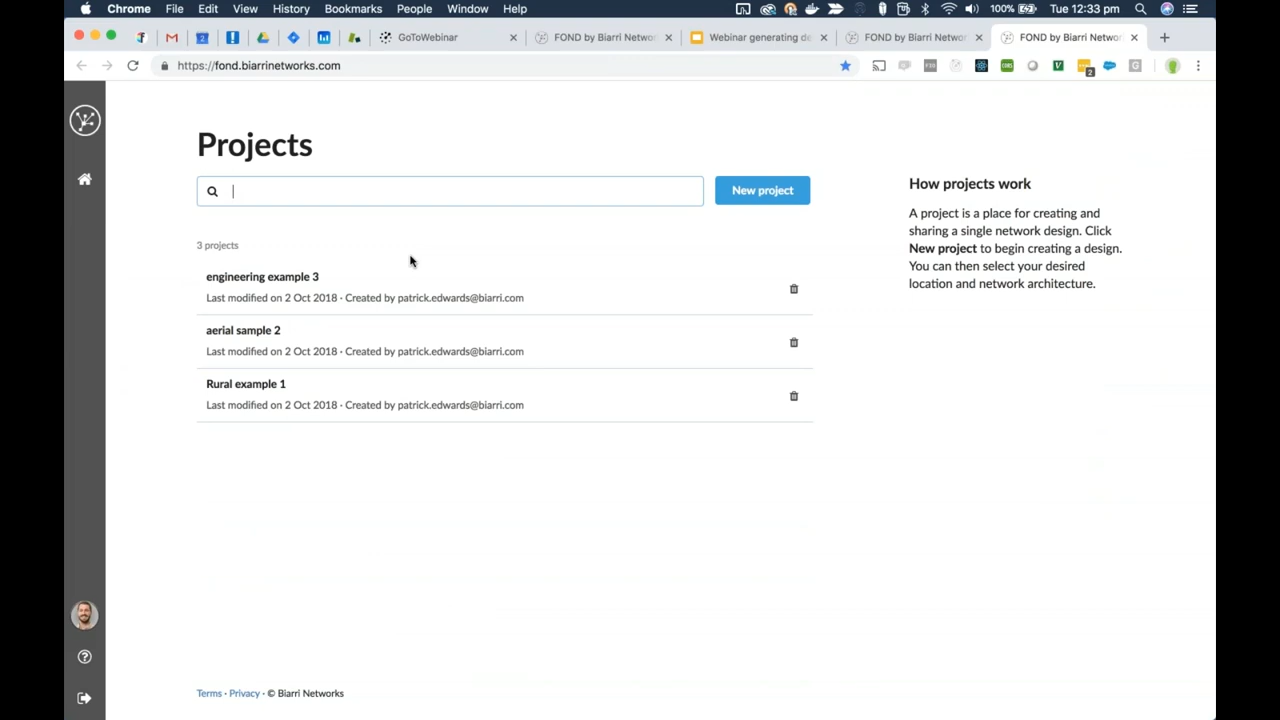 Chrome File Edit View History Bookmarks People Window Help 100% Tue 12:33 pm
GoToWebinar FOND by Biarri Netwo Webinar generating de FOND by Biarri Networ FOND by Biarri Networ
https://fond.biarrinetworks.com 2
Projects
New project
3 projects
engineering example 3
Last modified on 2 Oct 2018 · Created by patrick.edwards@biarri.com
aerial sample 2
Last modified on 2 Oct 2018 · Created by patrick.edwards@biarri.com
Rural example 1
Last modified on 2 Oct 2018 · Created by patrick.edwards@biarri.com
How projects work
A project is a place for creating and
sharing a single network design. Click
New project to begin creating a design.
You can then select your desired
location and network architecture.
Terms · Privacy · © Biarri Networks